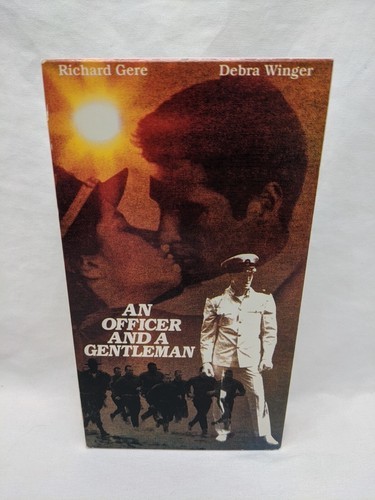 Richard Gere Debra Winger
AN
OFFICER
AND A
GENTLEMAN